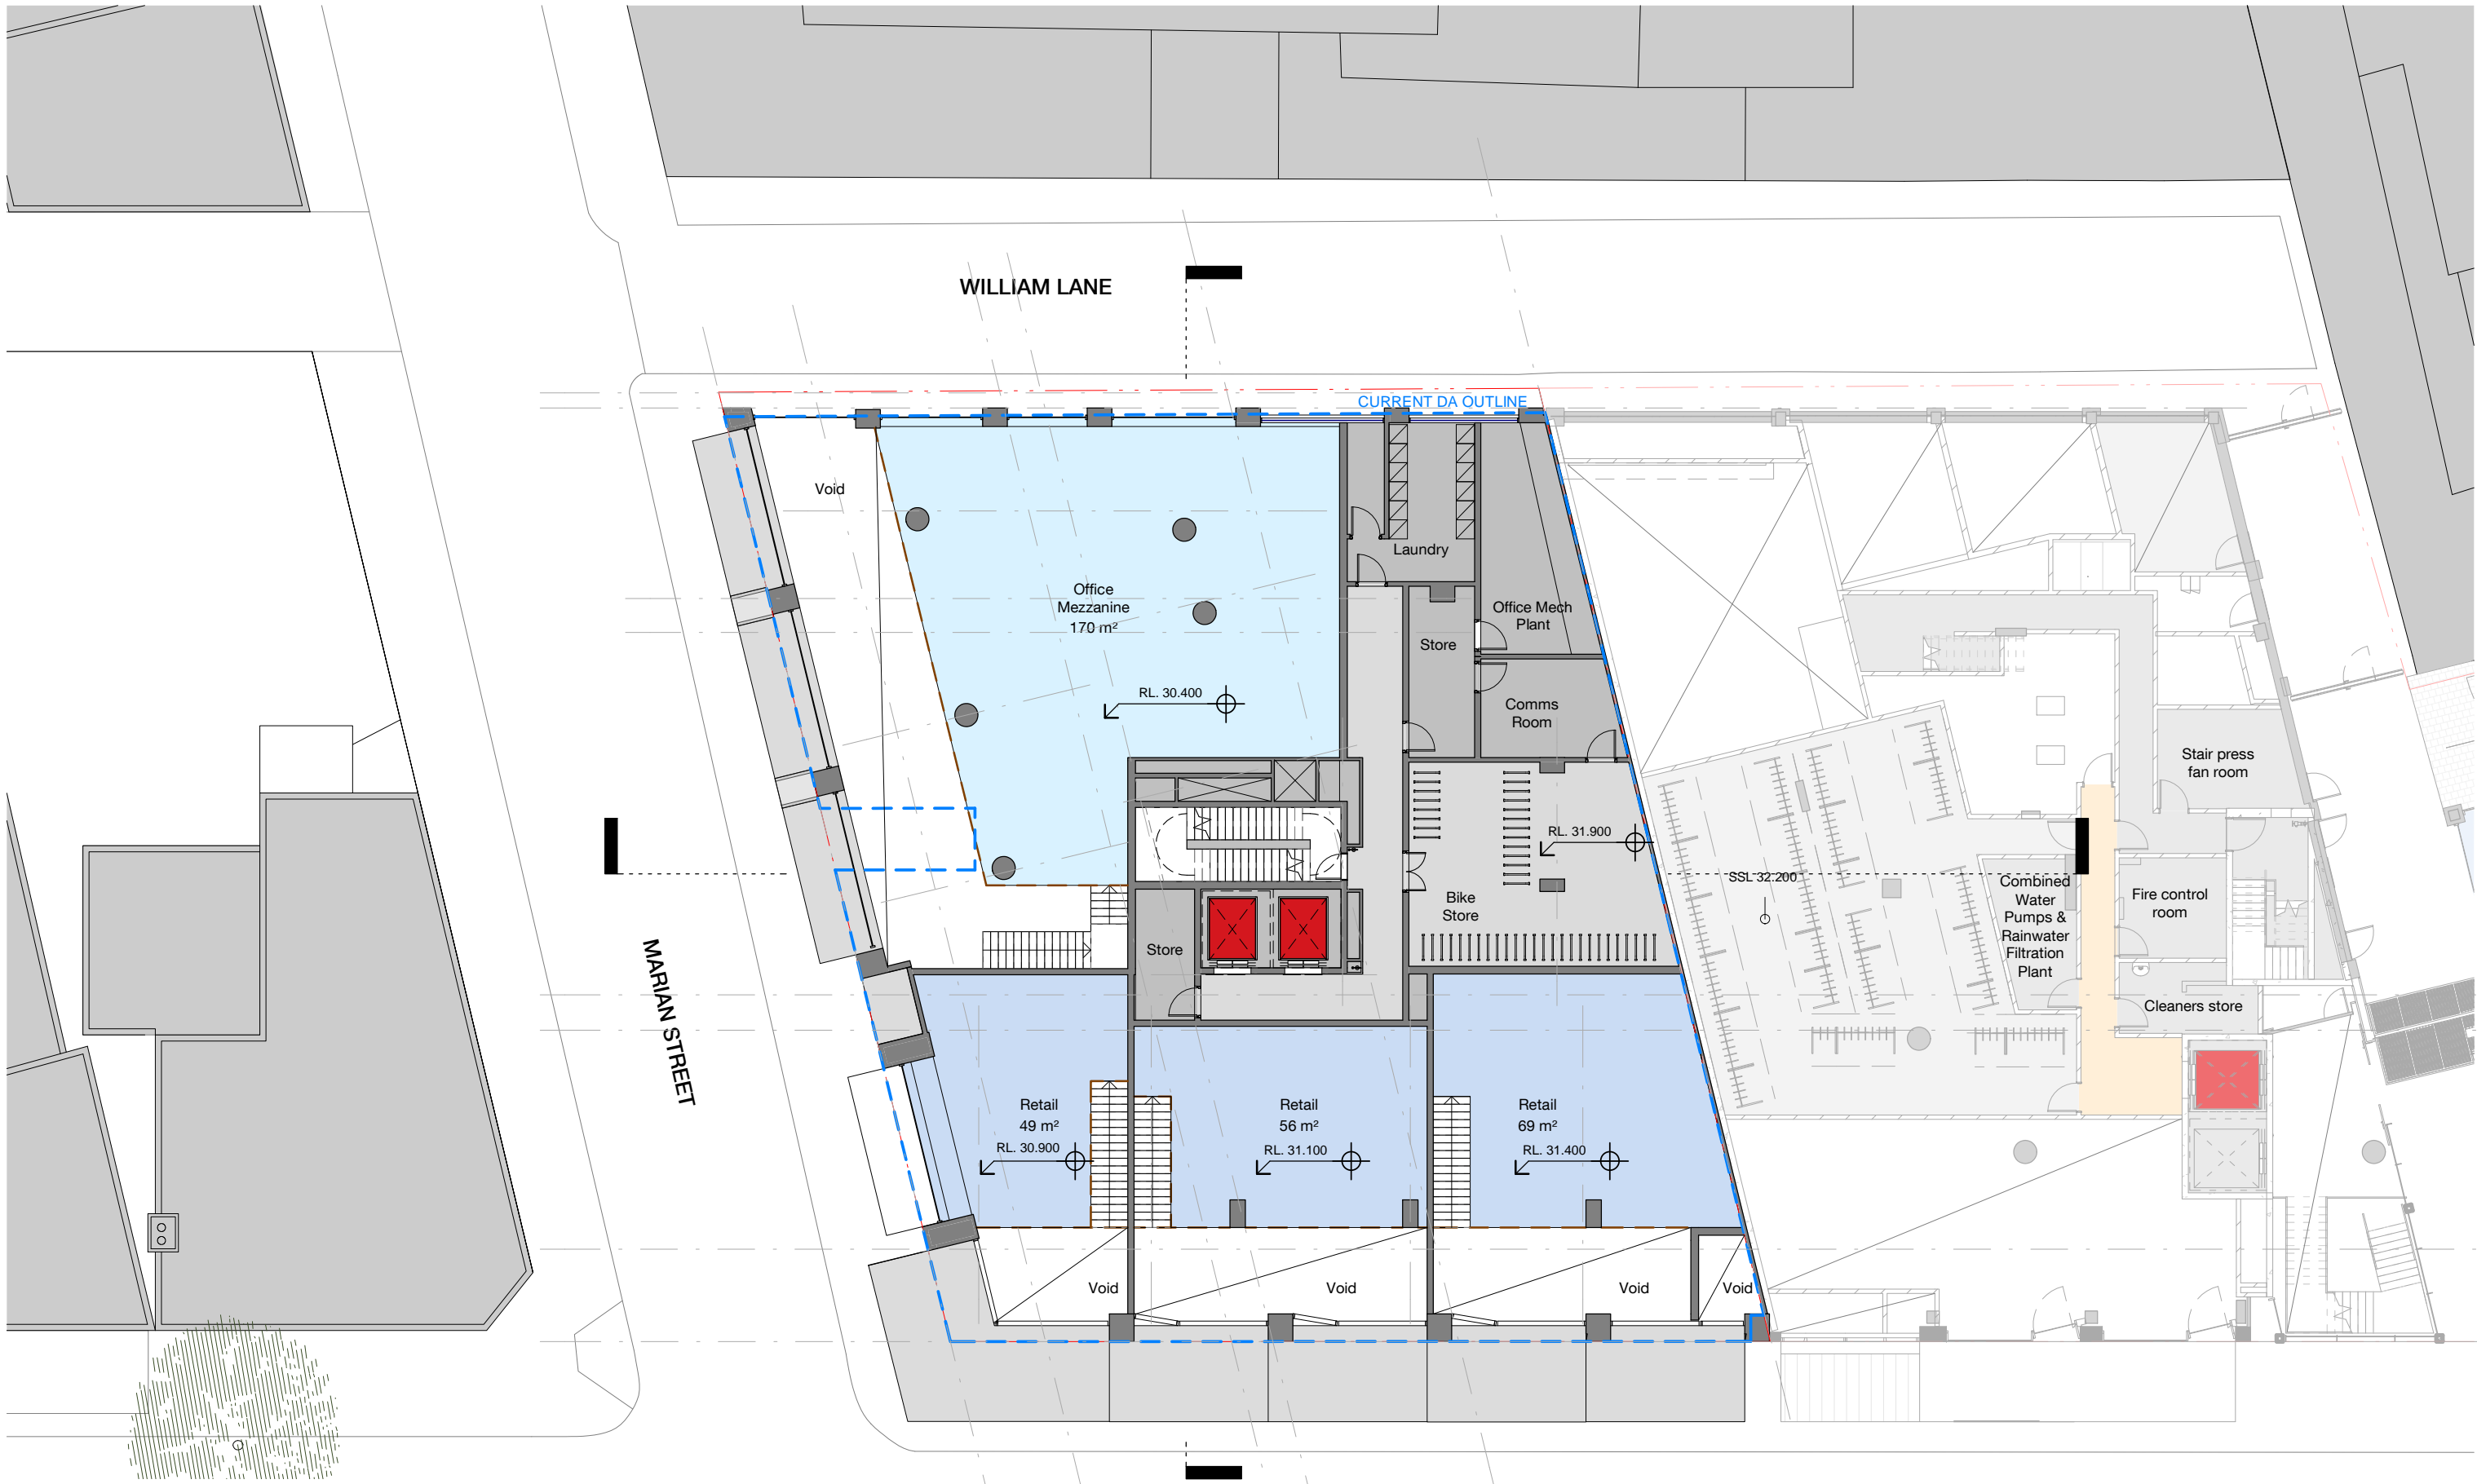 WILLIAM LANE
CURRENT DA OUTLINE
Void
Laundry
Office
Mezzanine
170 m²
Office Mech
Plant
Store
RL. 30.400
Comms
Room
Stair press
fan room
RL. 31.900
SSL 32.200
Bike
Store
Combined
Water
Pumps &
Rainwater
Filtration
Plant
Fire control
room
Store
Cleaners store
MARIAN STREET
Retail
49 m²
RL. 30.900
Retail
56 m²
RL. 31.100
Retail
69 m²
RL. 31.400
Void
Void
Void
Void